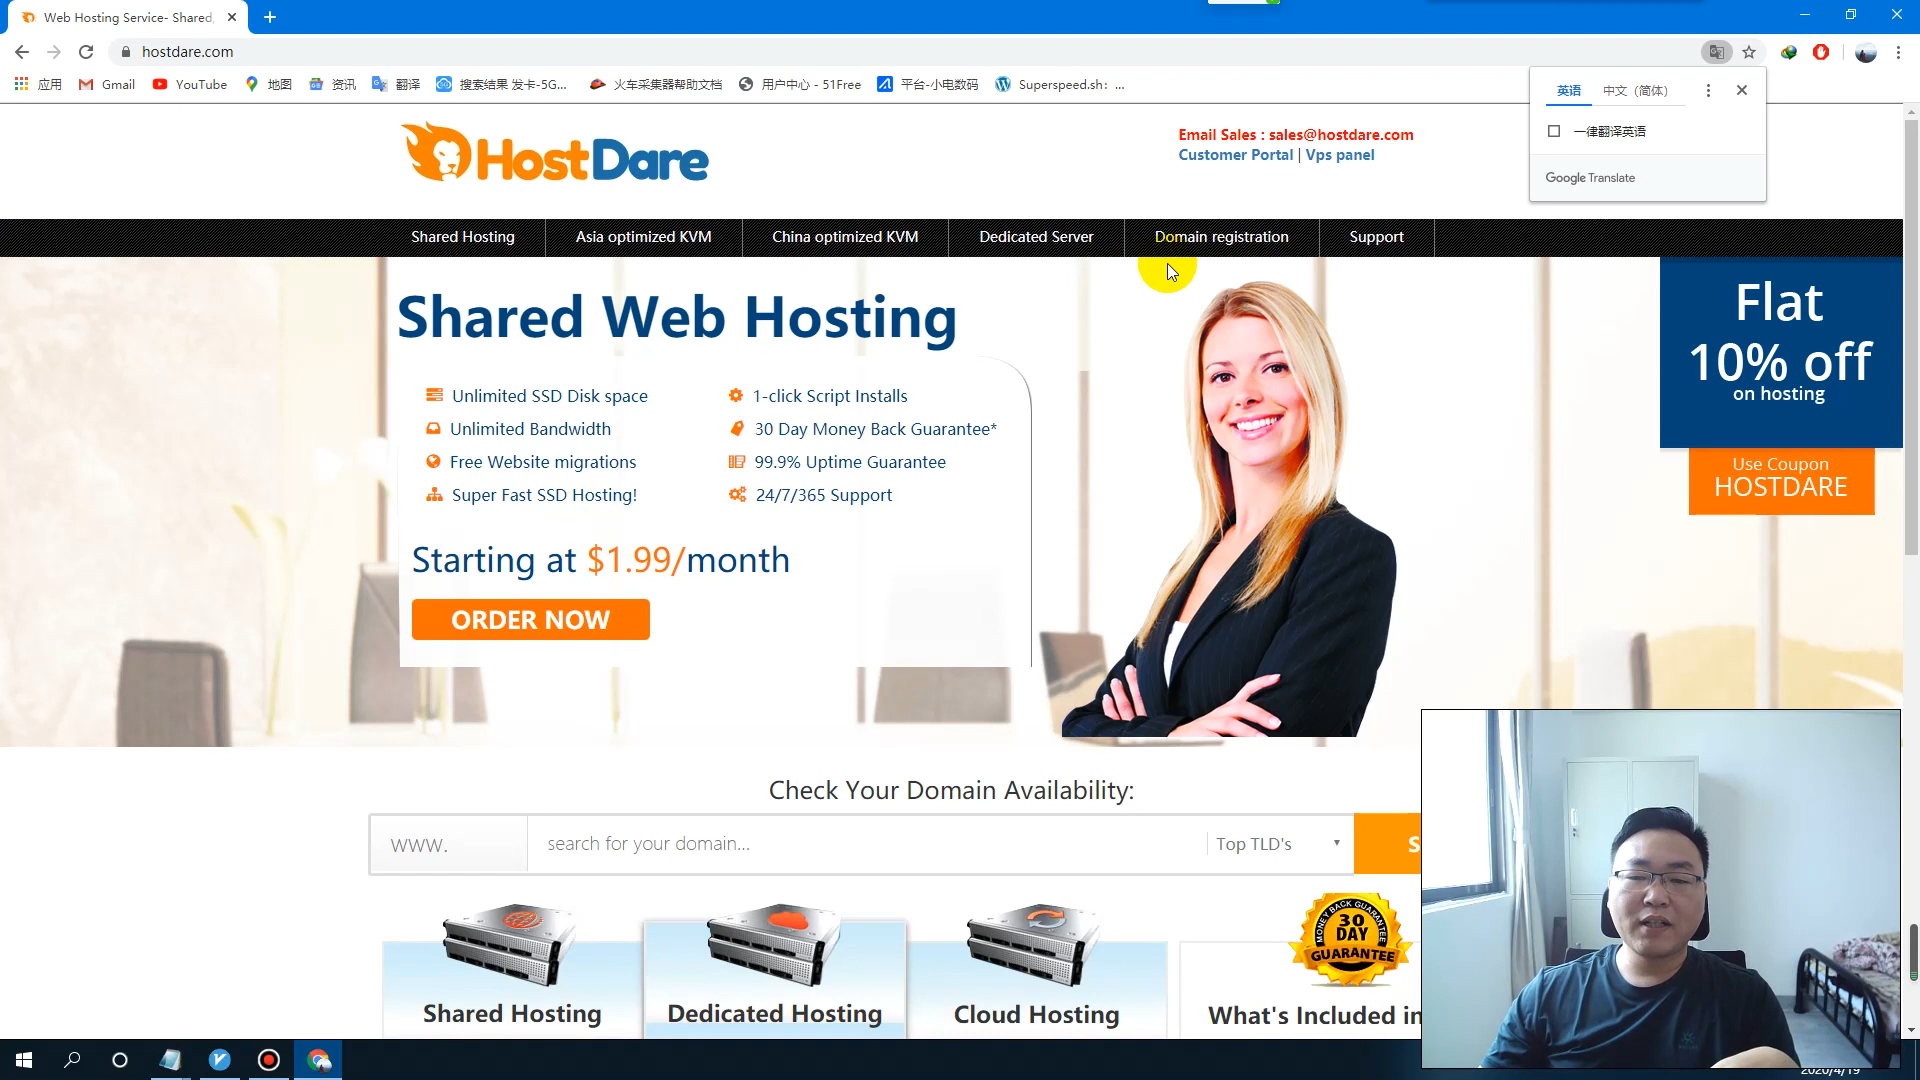 Web Hosting Service- Shared,
hostdare.com
应用
Gmail
YouTube
地图
资讯
翻译
搜索结果 发卡-5G...
火车采集器帮助文档
用户中心 - 51Free
平台-小电数码
Superspeed.sh: ...
英语
中文（简体）
一律翻译英语
Google Translate
HostDare
Email Sales : sales@hostdare.com
Customer Portal | Vps panel
Shared Hosting
Asia optimized KVM
China optimized KVM
Dedicated Server
Domain registration
Support
Shared Web Hosting
Unlimited SSD Disk space
1-click Script Installs
Unlimited Bandwidth
30 Day Money Back Guarantee*
Free Website migrations
99.9% Uptime Guarantee
Super Fast SSD Hosting!
24/7/365 Support
Starting at $1.99/month
ORDER NOW
Flat
10% off
on hosting
Use Coupon
HOSTDARE
Check Your Domain Availability:
www.
search for your domain...
Top TLD's
S
MONEY BACK GUARANTEE
30
DAY
GUARANTEE
Shared Hosting
Dedicated Hosting
Cloud Hosting
What's Included in
2020/4/19